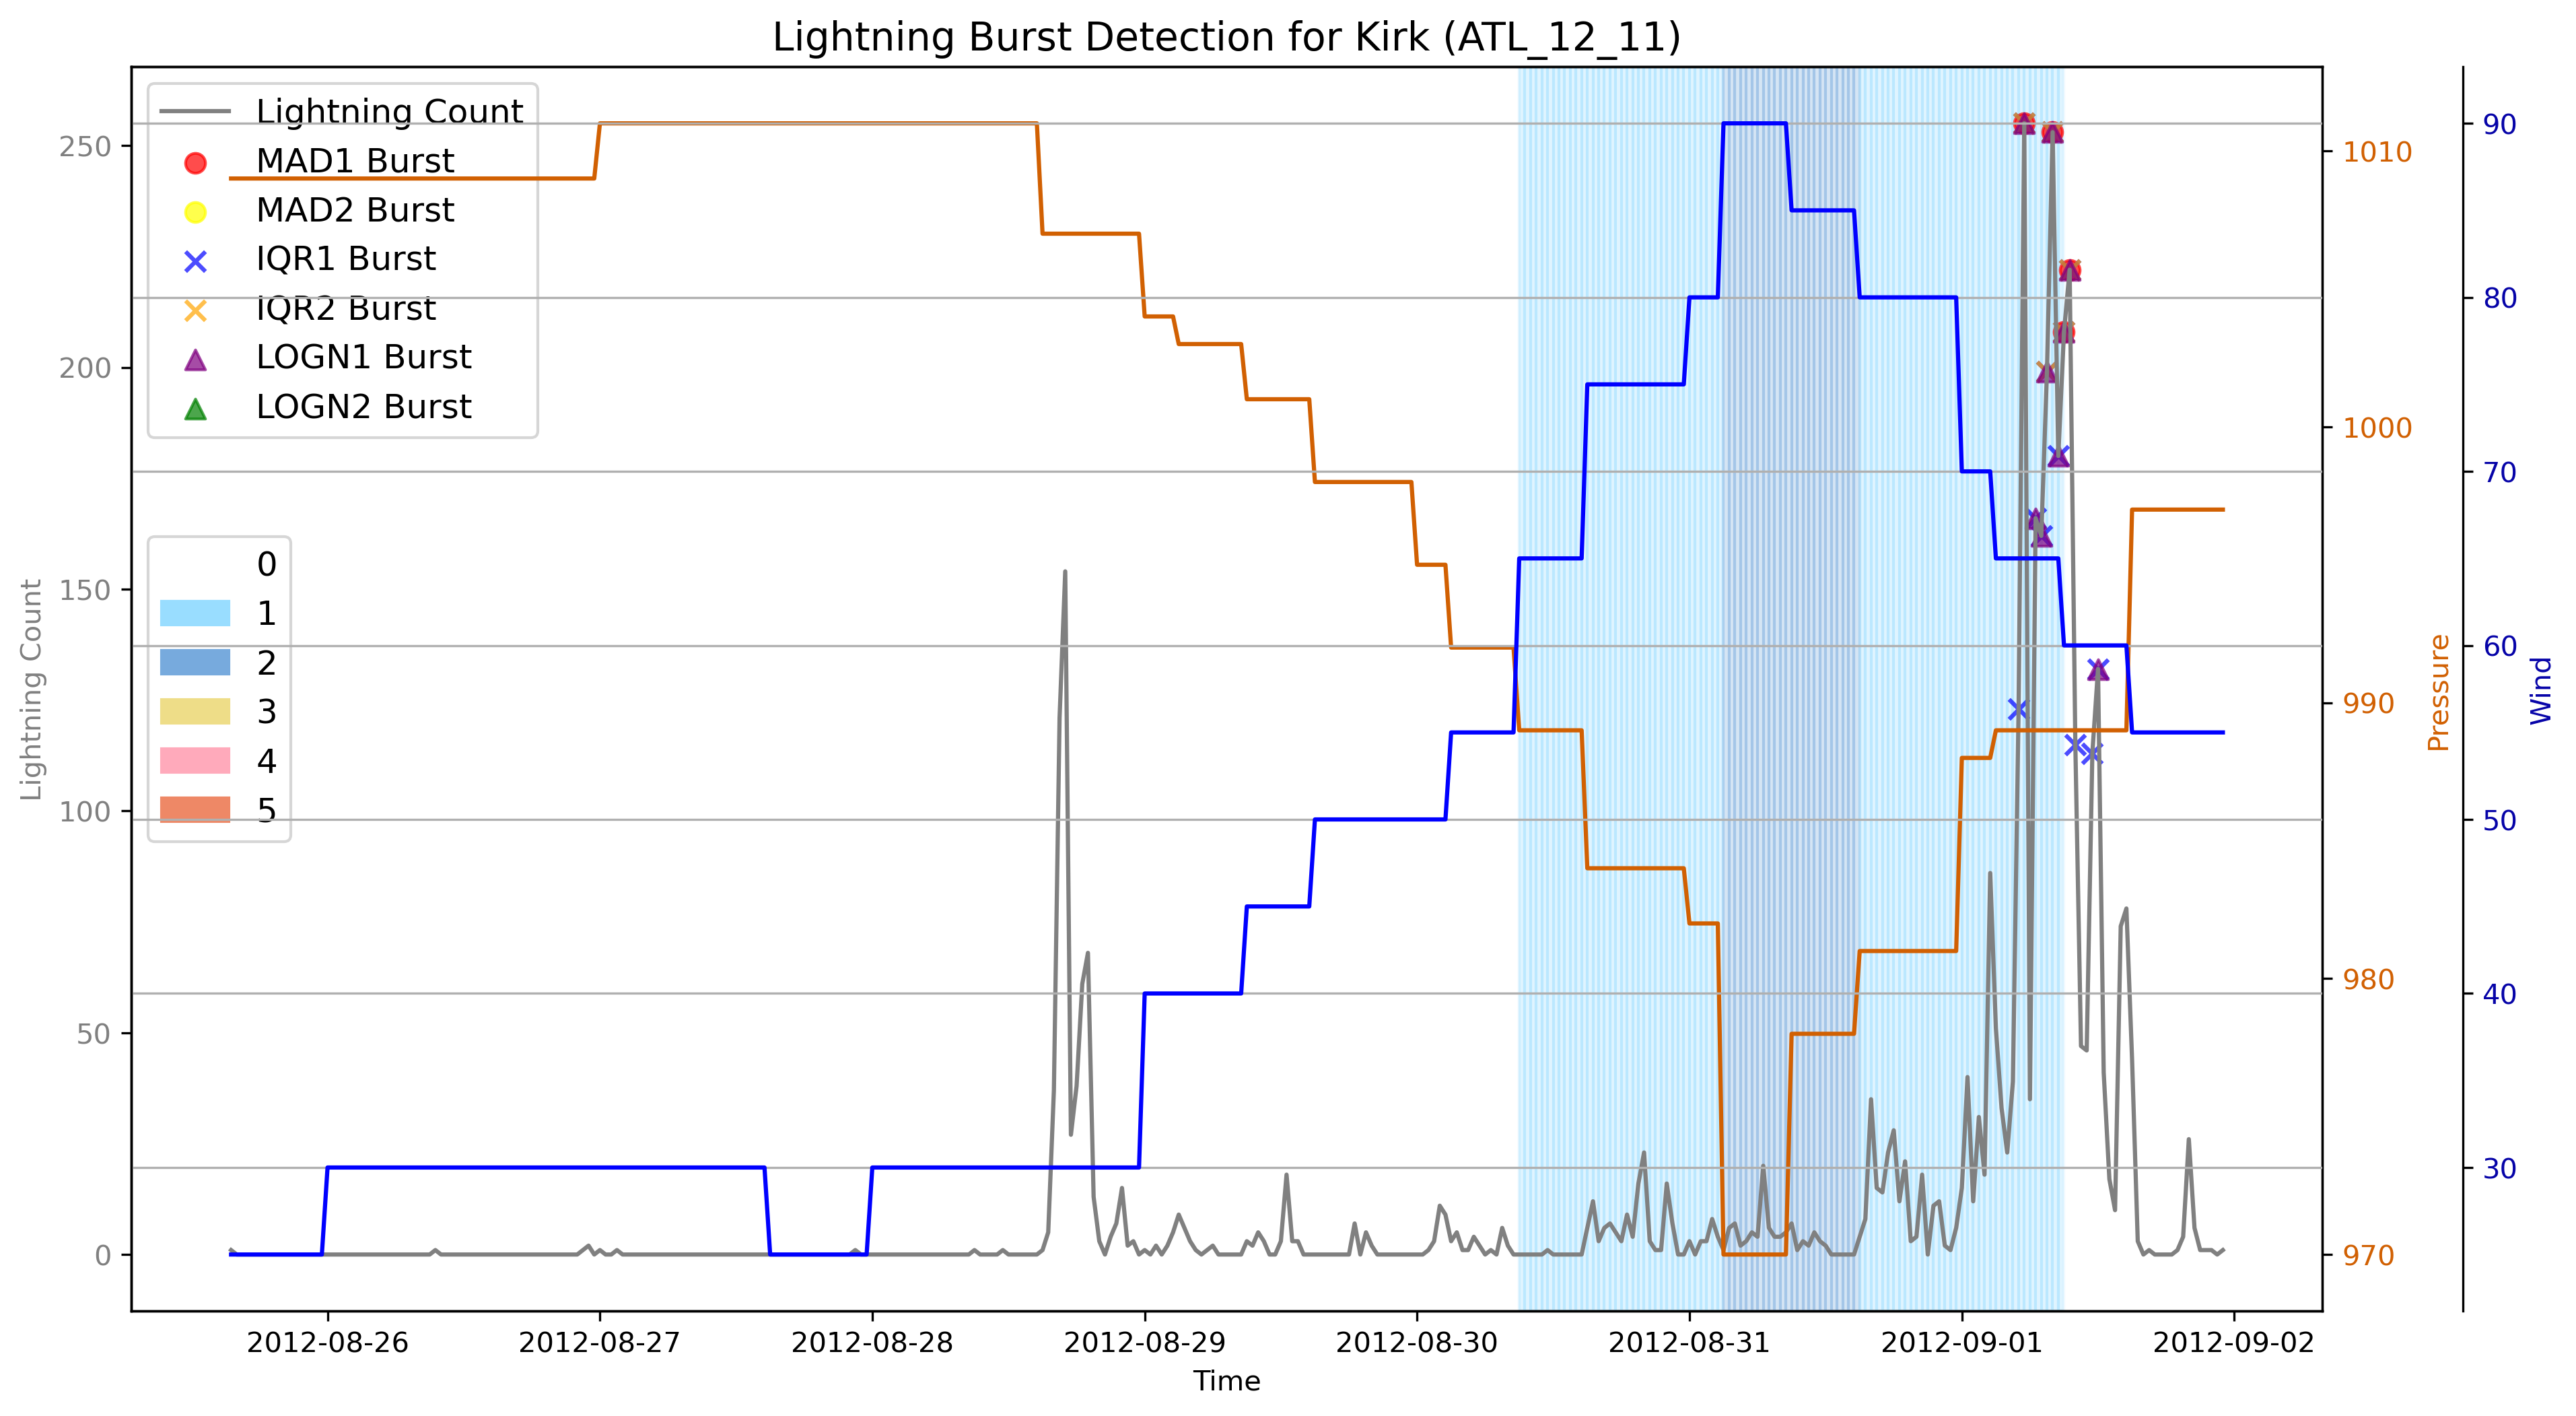 Lightning Burst Detection for Kirk (ATL_12_11)
Lightning Count
MAD1 Burst
MAD2 Burst
IQR1 Burst
IQR2 Burst
LOGN1 Burst
LOGN2 Burst
0
1
2
3
4
5
Lightning Count
250
200
150
100
50
0
1010
1000
990
980
970
Pressure
90
80
70
60
50
40
30
Wind
2012-08-26
2012-08-27
2012-08-28
2012-08-29
2012-08-30
2012-08-31
2012-09-01
2012-09-02
Time